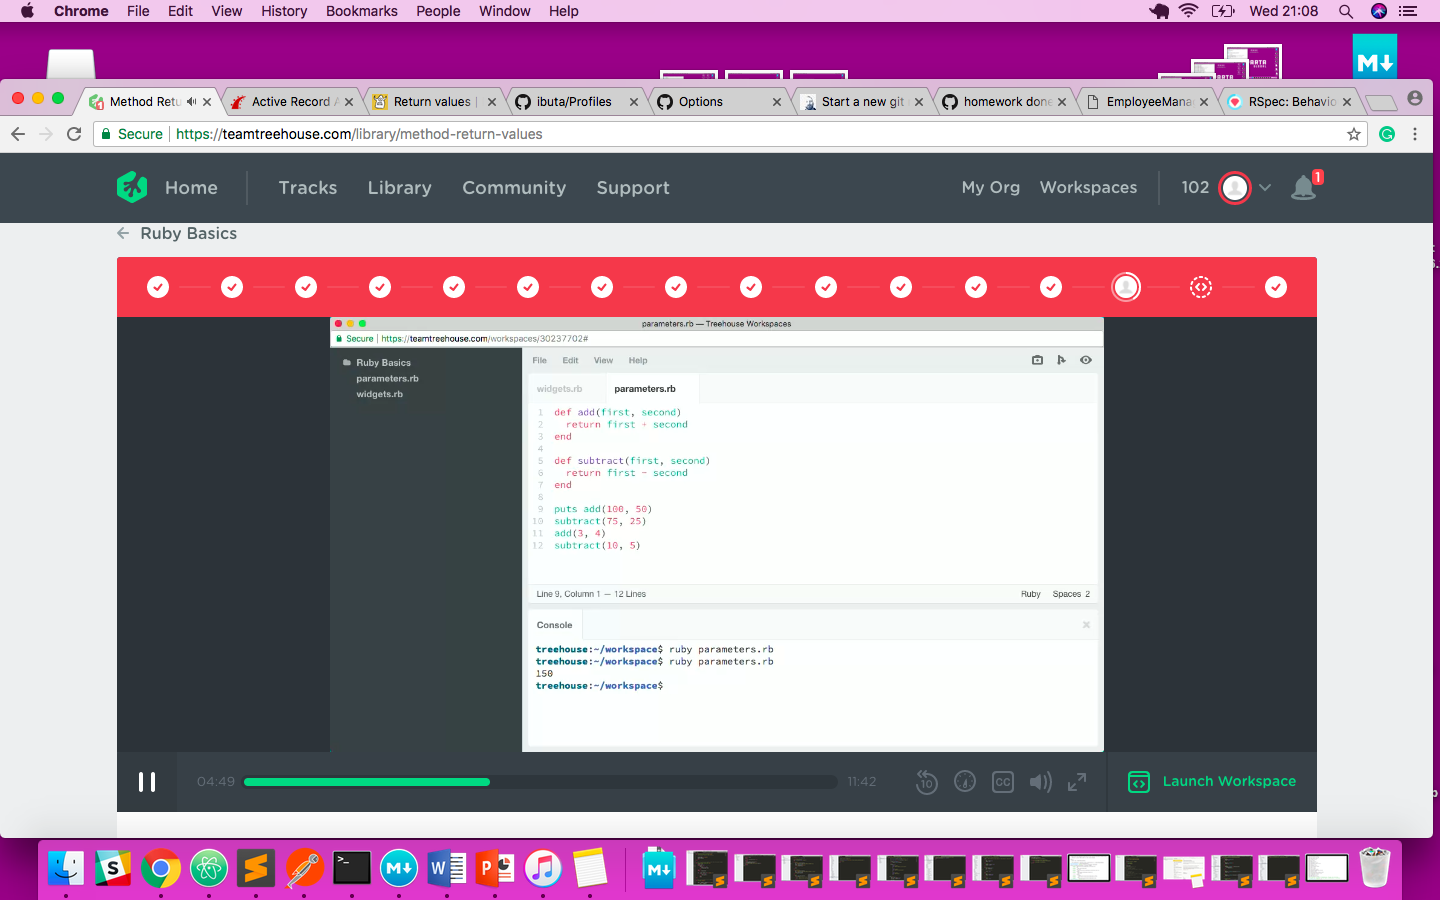 Chrome File Edit View History Bookmarks People Window Help Wed 21:08
M
Method Retu Active Record A Return values | ibuta/Profiles Options Start a new git homework done EmployeeMana RSpec: Behavio
Secure https://teamtreehouse.com/library/method-return-values
Home Tracks Library Community Support My Org Workspaces 102 1
← Ruby Basics
parameters.rb — Treehouse Workspaces
Secure https://teamtreehouse.com/workspaces/30237702#
Ruby Basics
parameters.rb
widgets.rb
File Edit View Help
widgets.rb parameters.rb
1 def add(first, second)
2 return first + second
3 end
4
5 def subtract(first, second)
6 return first - second
7 end
8
9 puts add(100, 50)
10 subtract(75, 25)
11 add(3, 4)
12 subtract(10, 5)
Line 9, Column 1 — 12 Lines Ruby Spaces 2
Console
treehouse:~/workspace$ ruby parameters.rb
treehouse:~/workspace$ ruby parameters.rb
150
treehouse:~/workspace$
04:49 11:42 10 CC Launch Workspace